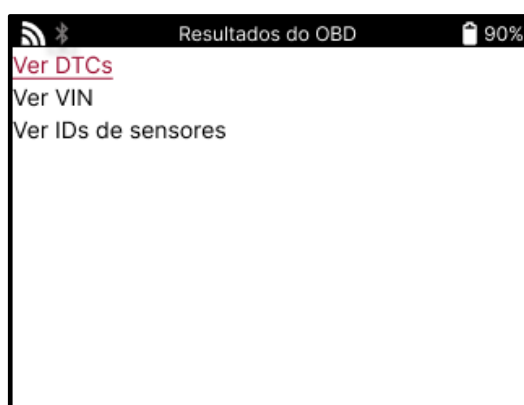 Resultados do OBD 90%
Ver DTCs
Ver VIN
Ver IDs de sensores